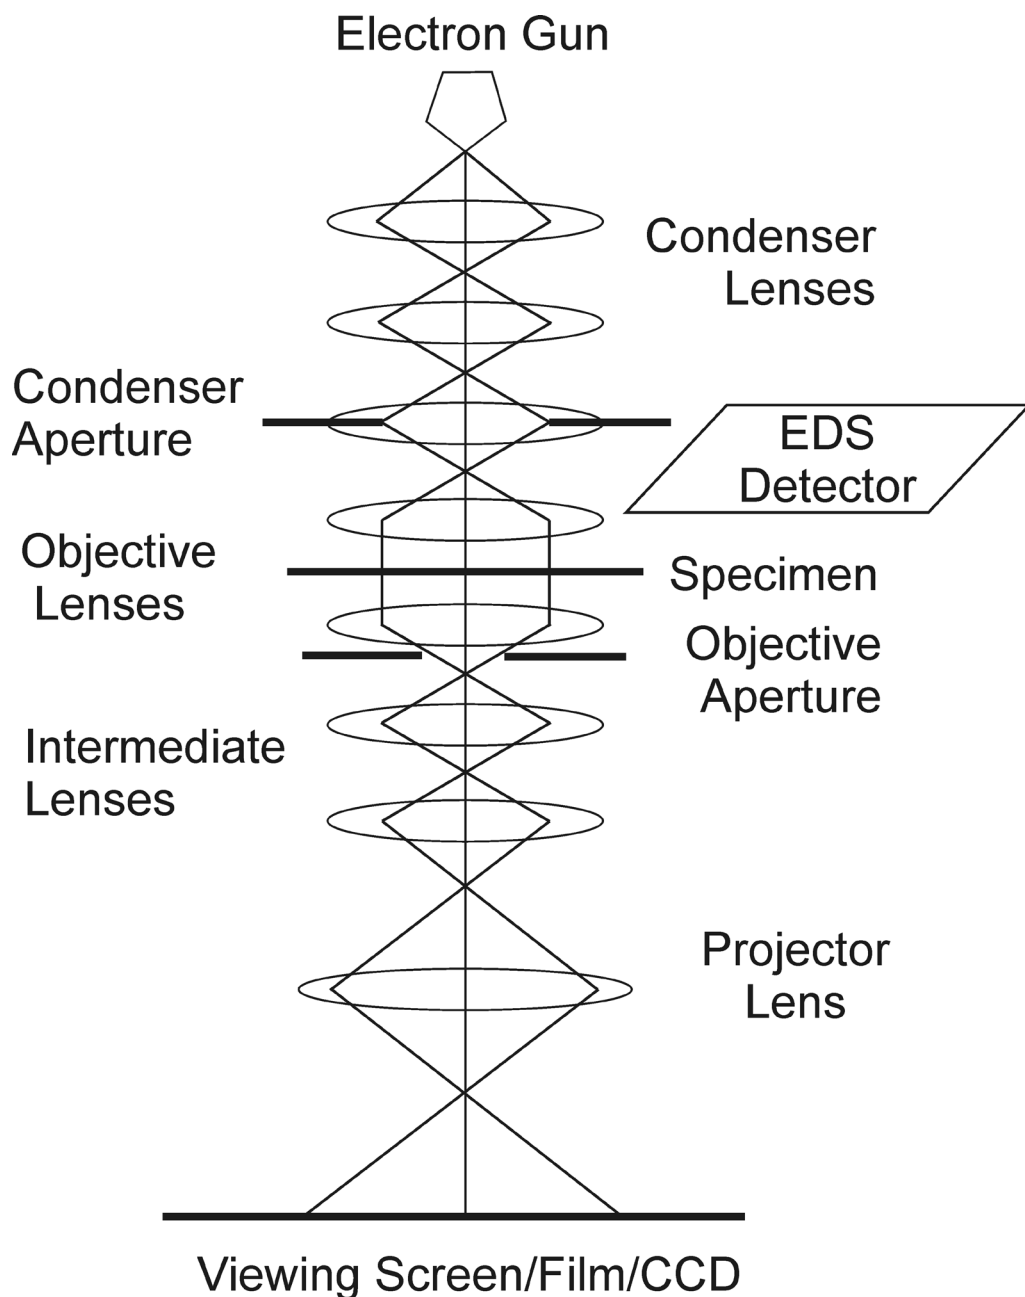 Electron Gun
Condenser
Lenses
Condenser
Aperture
EDS
Detector
Objective
Lenses
Specimen
Objective
Aperture
Intermediate
Lenses
Projector
Lens
Viewing Screen/Film/CCD